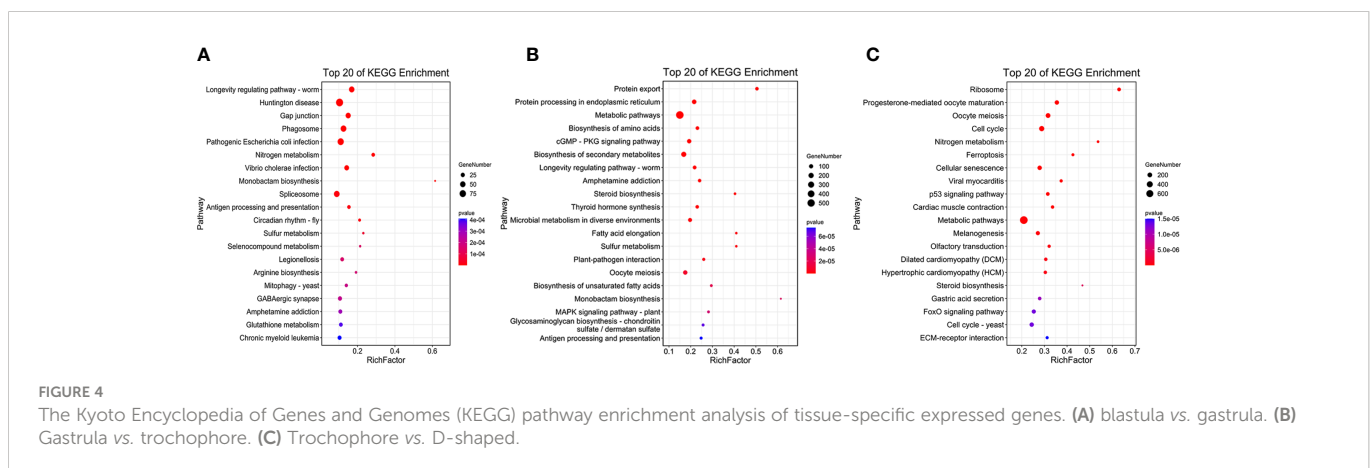 A
Top 20 of KEGG Enrichment
Pathway
Longevity regulating pathway - worm
Huntington disease
Gap junction
Phagosome
Pathogenic Escherichia coli infection
Nitrogen metabolism
Vibrio cholerae infection
Monobactam biosynthesis
Spliceosome
Antigen processing and presentation
Circadian rhythm - fly
Sulfur metabolism
Selenocompound metabolism
Legionellosis
Arginine biosynthesis
Mitophagy - yeast
GABAergic synapse
Amphetamine addiction
Glutathione metabolism
Chronic myeloid leukemia
0.2 0.4 0.6
RichFactor
GeneNumber
25
50
75
pvalue
4e-04
3e-04
2e-04
1e-04
B
Top 20 of KEGG Enrichment
Pathway
Protein export
Protein processing in endoplasmic reticulum
Metabolic pathways
Biosynthesis of amino acids
cGMP - PKG signaling pathway
Biosynthesis of secondary metabolites
Longevity regulating pathway - worm
Amphetamine addiction
Steroid biosynthesis
Thyroid hormone synthesis
Microbial metabolism in diverse environments
Fatty acid elongation
Sulfur metabolism
Plant-pathogen interaction
Oocyte meiosis
Biosynthesis of unsaturated fatty acids
Monobactam biosynthesis
MAPK signaling pathway - plant
Glycosaminoglycan biosynthesis - chondroitin
sulfate / dermatan sulfate
Antigen processing and presentation
0.1 0.2 0.3 0.4 0.5 0.6
RichFactor
GeneNumber
100
200
300
400
500
pvalue
6e-05
4e-05
2e-05
C
Top 20 of KEGG Enrichment
Pathway
Ribosome
Progesterone-mediated oocyte maturation
Oocyte meiosis
Cell cycle
Nitrogen metabolism
Ferroptosis
Cellular senescence
Viral myocarditis
p53 signaling pathway
Cardiac muscle contraction
Metabolic pathways
Melanogenesis
Olfactory transduction
Dilated cardiomyopathy (DCM)
Hypertrophic cardiomyopathy (HCM)
Steroid biosynthesis
Gastric acid secretion
FoxO signaling pathway
Cell cycle - yeast
ECM-receptor interaction
0.2 0.3 0.4 0.5 0.6 0.7
RichFactor
GeneNumber
200
400
600
pvalue
1.5e-05
1.0e-05
5.0e-06
FIGURE 4
The Kyoto Encyclopedia of Genes and Genomes (KEGG) pathway enrichment analysis of tissue-specific expressed genes. (A) blastula vs. gastrula. (B)
Gastrula vs. trochophore. (C) Trochophore vs. D-shaped.